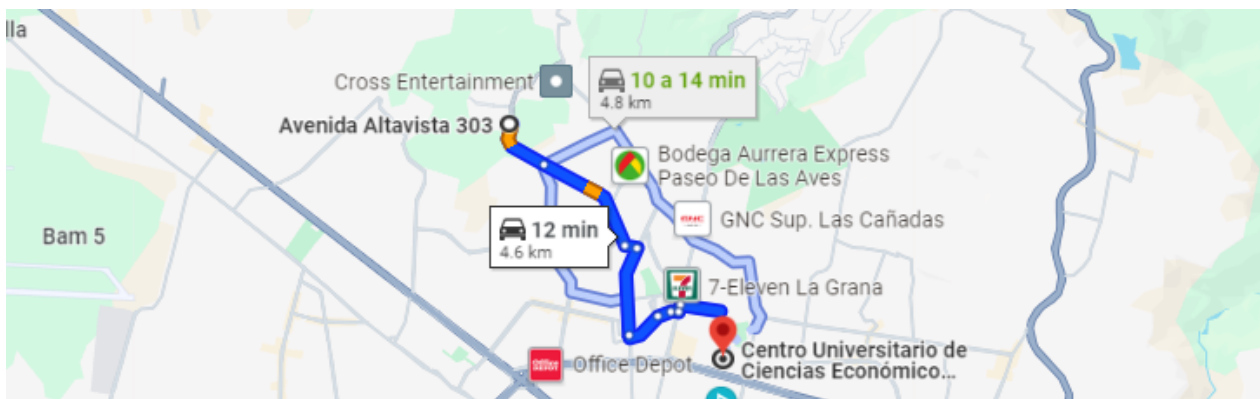 lla
Cross Entertainment
10 a 14 min
4.8 km
Avenida Altavista 303
Bodega Aurrera Express
Paseo De Las Aves
GNC Sup. Las Cañadas
12 min
4.6 km
Bam 5
7-Eleven La Grana
Office Depot
Centro Universitario de
Ciencias Económico...